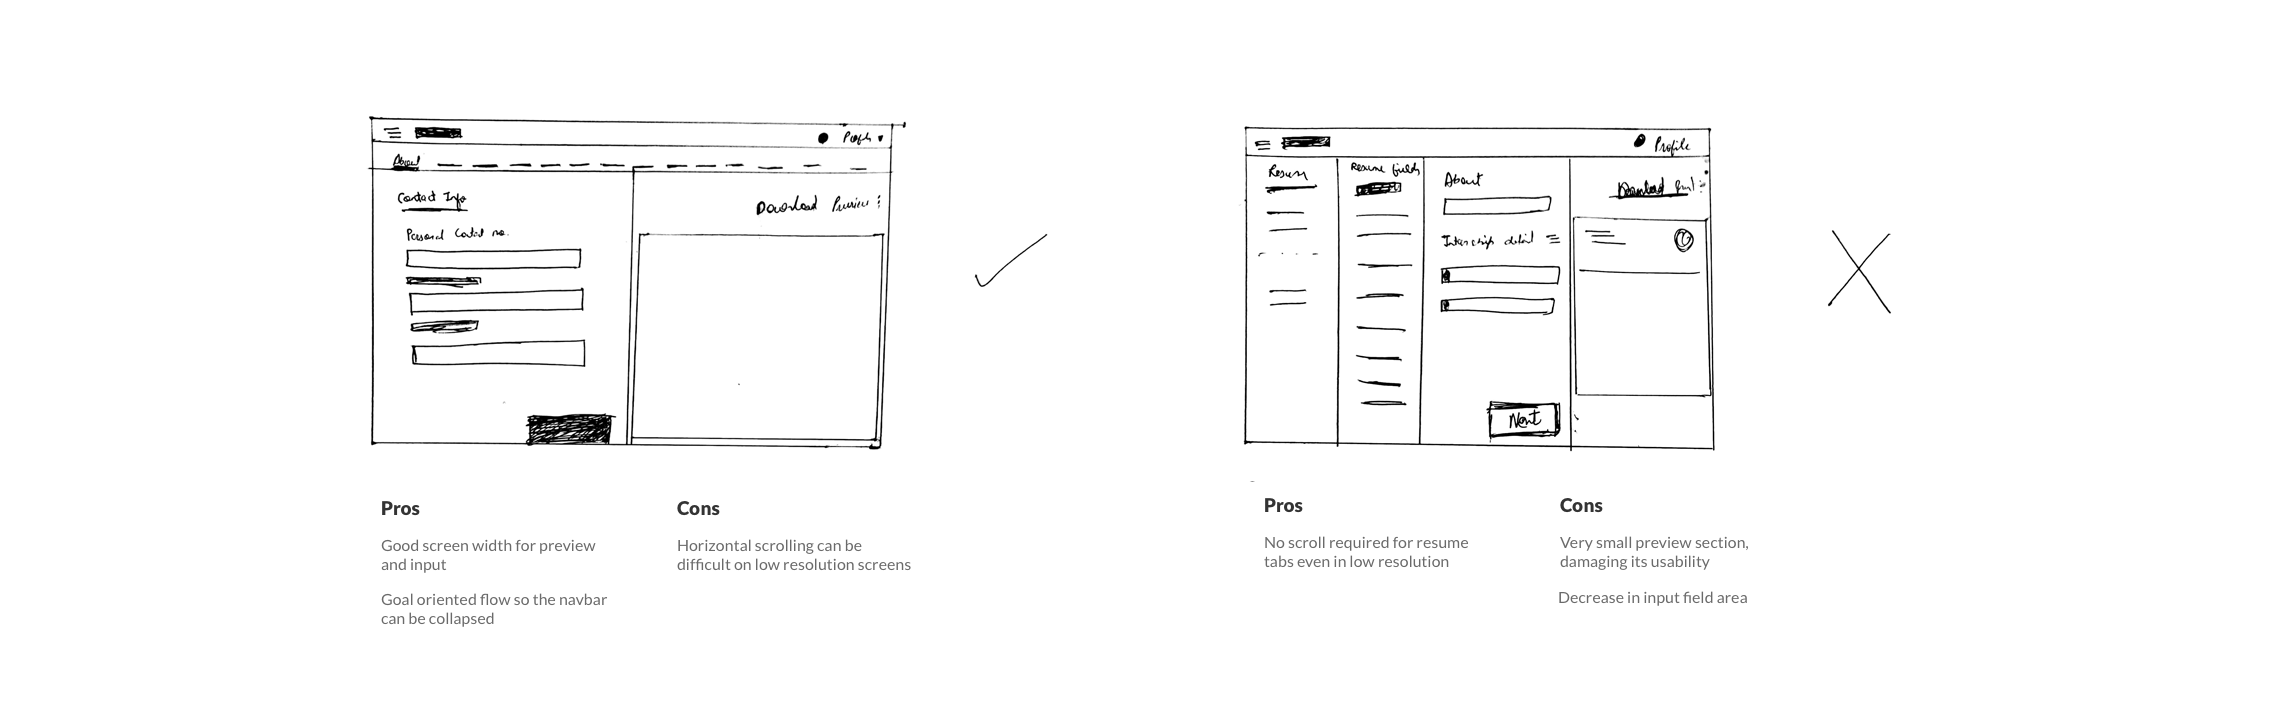 Profile
About
Contact Info
Download Preview
Personal Contact no.
Pros
Cons
Good screen width for preview
and input
Goal oriented flow so the navbar
can be collapsed
Horizontal scrolling can be
difficult on low resolution screens
Profile
Resume
Resume fields
About
Download
Internship detail
Next
Pros
Cons
No scroll required for resume
tabs even in low resolution
Very small preview section,
damaging its usability
Decrease in input field area